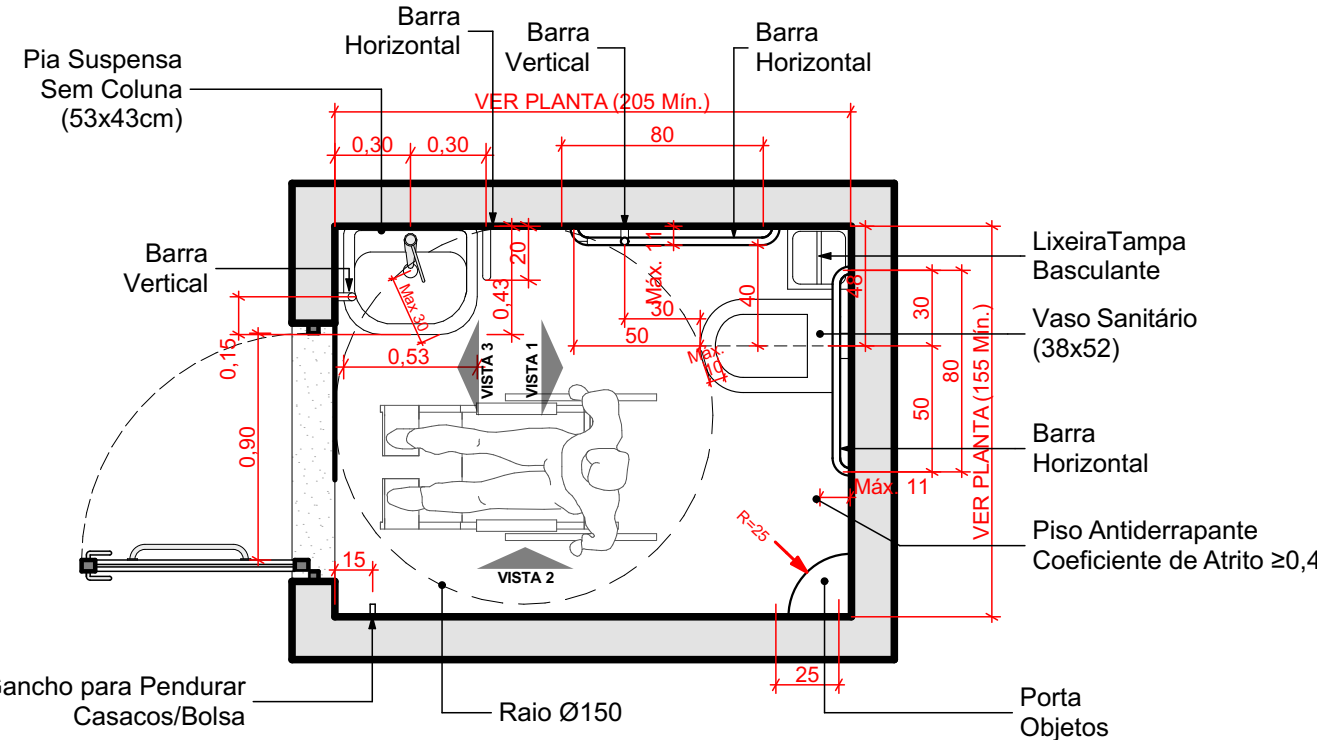 Barra
Horizontal
Barra
Vertical
Barra
Horizontal
Pia Suspensa
Sem Coluna
(53x43cm)
VER PLANTA (205 Mín.)
0,30
0,30
80
Barra
Vertical
LixeiraTampa
Basculante
Vaso Sanitário
(38x52)
Barra
Horizontal
Piso Antiderrapante
Coeficiente de Atrito ≥0,4
20
0,43
Máx. 11
30
40
50
48
30
80
50
VER PLANTA (155 Mín.)
Max 30
Máx.
10
0,53
0,15
0,90
VISTA 3
VISTA 1
VISTA 2
Máx. 11
R=25
15
25
Gancho para Pendurar
Casacos/Bolsa
Raio Ø150
Porta
Objetos